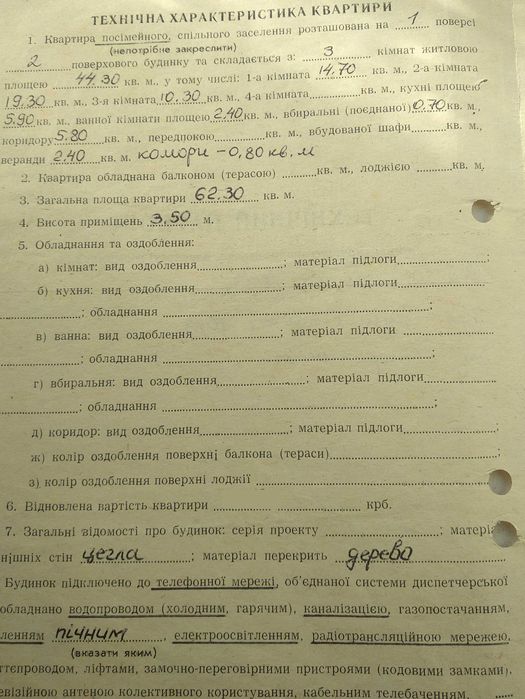 ТЕХНІЧНА ХАРАКТЕРИСТИКА КВАРТИРИ
1. Квартира посімейного, спільного заселення розташована на 1 поверсі
(непотрібне закреслити)
2 поверхового будинку та складається з: 3 кімнат житловою
площею 44.30 кв. м., у тому числі: 1-а кімната 14.70 кв. м., 2-а кімната
19.30 кв. м., 3-я кімната 10.30 кв. м., 4-а кімната кв. м., кухні площею
5.90 кв. м., ванної кімнати площею 2.40 кв. м., вбиральні (поєднаної) 0.70 кв. м.,
коридору 5.80 кв. м., передпокою кв. м., вбудованої шафи кв. м.,
веранди 2.40 кв. м. комори – 0,80 кв. м
2. Квартира обладнана балконом (терасою) кв. м., лоджією кв. м.
3. Загальна площа квартири 62.30 кв. м.
4. Висота приміщень 3.50 м.
5. Обладнання та оздоблення:
а) кімнат: вид оздоблення ; матеріал підлоги ;
б) кухня: вид оздоблення ; матеріал підлоги
; обладнання ;
в) ванна: вид оздоблення ; матеріал підлоги
; обладнання ;
г) вбиральня: вид оздоблення ; матеріал підлоги
; обладнання ;
д) коридор: вид оздоблення ; матеріал підлоги ;
ж) колір оздоблення поверхні балкона (тераси) ;
з) колір оздоблення поверхні лоджії
6. Відновлена вартість квартири крб.
7. Загальні відомості про будинок: серія проекту ; матеріа
нішніх стін цегла ; матеріал перекрить дерево
Будинок підключено до телефонної мережі, об'єднаної системи диспетчерської
обладнано водопроводом (холодним, гарячим), каналізацією, газопостачанням,
ленням пічним , електроосвітленням, радіотрансляційною мережею,
(вказати яким)
ттєпроводом, ліфтами, замочно-переговірними пристроями (кодовими замками),
евізійною антеною колективного користування, кабельним телебаченням.